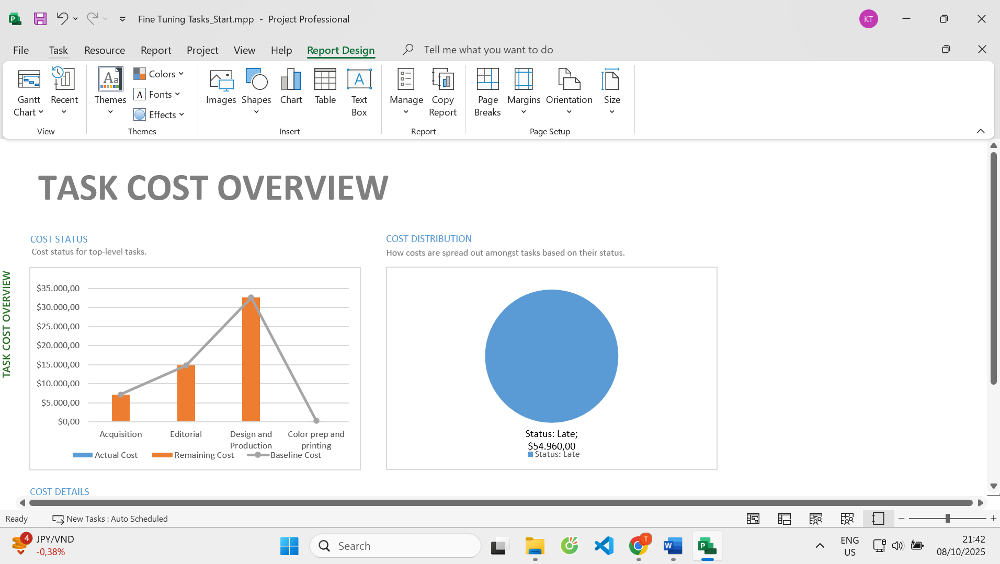 Fine Tuning Tasks_Start.mpp - Project Professional
KT
File Task Resource Report Project View Help Report Design Tell me what you want to do
Gantt Chart
Recent
View
Themes
Colors
Fonts
Effects
Themes
Images
Shapes
Chart
Table
Text Box
Insert
Manage
Copy Report
Report
Page Breaks
Margins
Orientation
Size
Page Setup
TASK COST OVERVIEW
TASK COST OVERVIEW
COST STATUS
Cost status for top-level tasks.
$35.000,00
$30.000,00
$25.000,00
$20.000,00
$15.000,00
$10.000,00
$5.000,00
$0,00
Acquisition
Editorial
Design and Production
Color prep and printing
Actual Cost Remaining Cost Baseline Cost
COST DISTRIBUTION
How costs are spread out amongst tasks based on their status.
Status: Late;
$54.960,00
Status: Late
COST DETAILS
Ready New Tasks : Auto Scheduled
4
JPY/VND
-0,38%
Search
T
ENG
US
21:42
08/10/2025